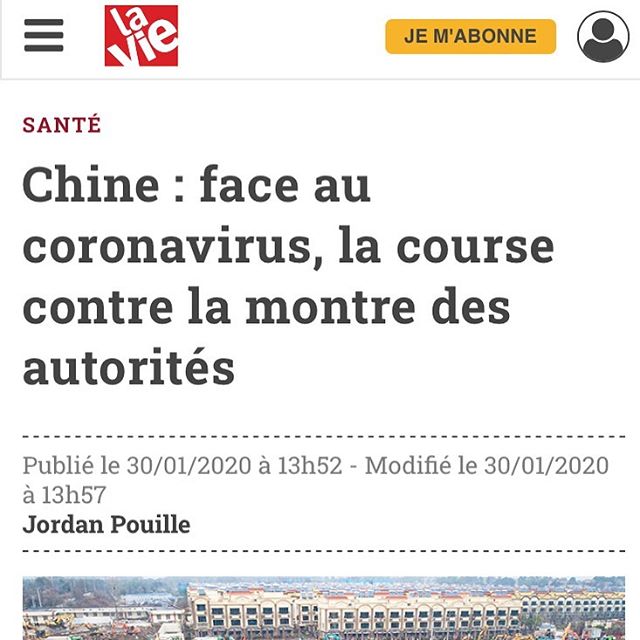 la
vie
JE M'ABONNE
SANTÉ
Chine : face au
coronavirus, la course
contre la montre des
autorités
Publié le 30/01/2020 à 13h52 - Modifié le 30/01/2020
à 13h57
Jordan Pouille